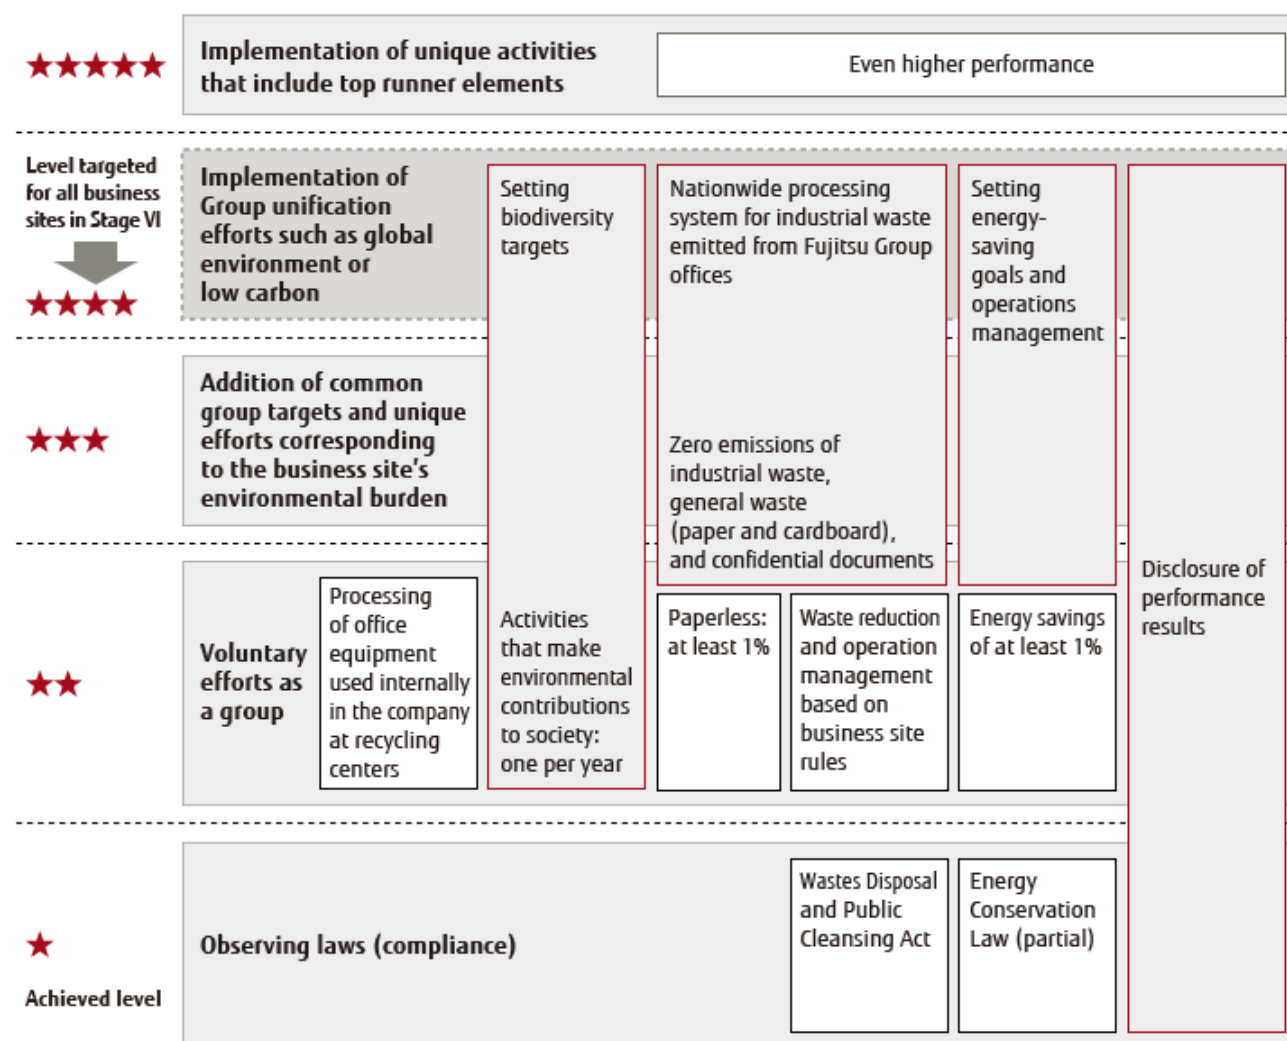 ★★★★★
Implementation of unique activities
that include top runner elements
Even higher performance
Level targeted
for all business
sites in Stage VI
★★★★
Implementation of
Group unification
efforts such as global
environment or
low carbon
Setting
biodiversity
targets
Nationwide processing
system for industrial waste
emitted from Fujitsu Group
offices
Setting
energy-
saving
goals and
operations
management
★★★
Addition of common
group targets and unique
efforts corresponding
to the business site's
environmental burden
Zero emissions of
industrial waste,
general waste
(paper and cardboard),
and confidential documents
★★
Voluntary
efforts as
a group
Processing
of office
equipment
used internally
in the company
at recycling
centers
Activities
that make
environmental
contributions
to society:
one per year
Paperless:
at least 1%
Waste reduction
and operation
management
based on
business site
rules
Energy savings
of at least 1%
Disclosure of
performance
results
★
Achieved level
Observing laws (compliance)
Wastes Disposal
and Public
Cleansing Act
Energy
Conservation
Law (partial)